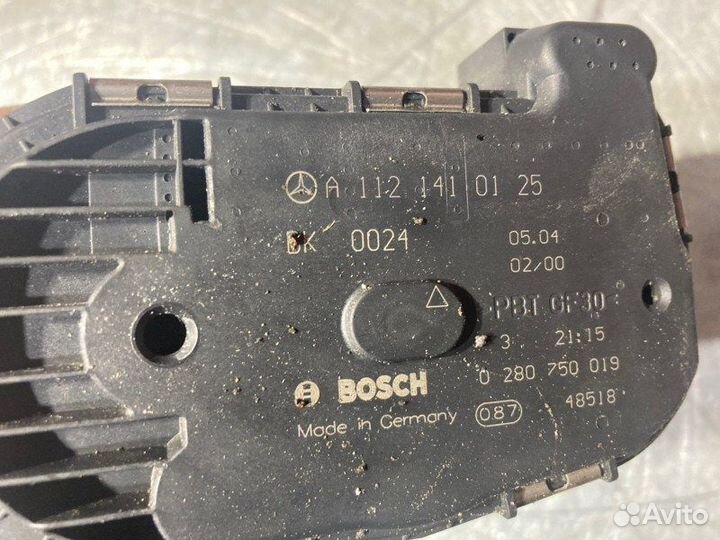 A 112 141 01 25
DK 0024
05.04
02/00
PBT GF30
3 21:15
BOSCH
0 280 750 019
Made in Germany
087
48518
Avito